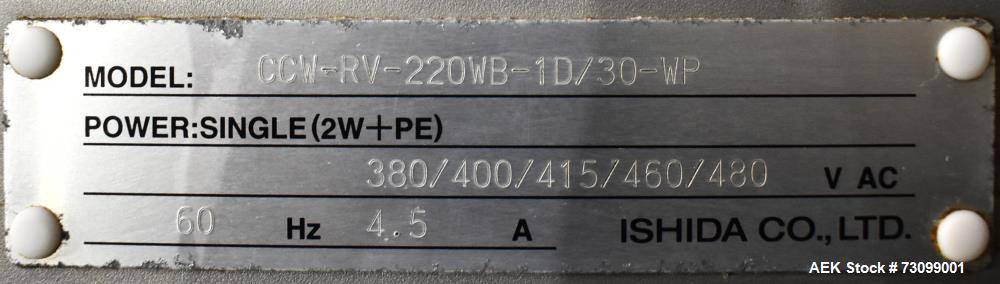 MODEL: CCW-RV-220WB-1D/30-WP
POWER:SINGLE(2W+PE)
380/400/415/460/480 V AC
60 Hz 4.5 A ISHIDA CO.,LTD.
AEK Stock # 73099001